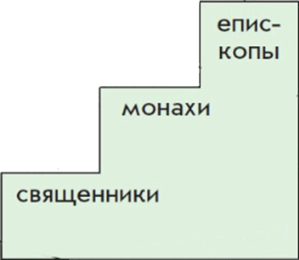 епис-
копы
монахи
священники